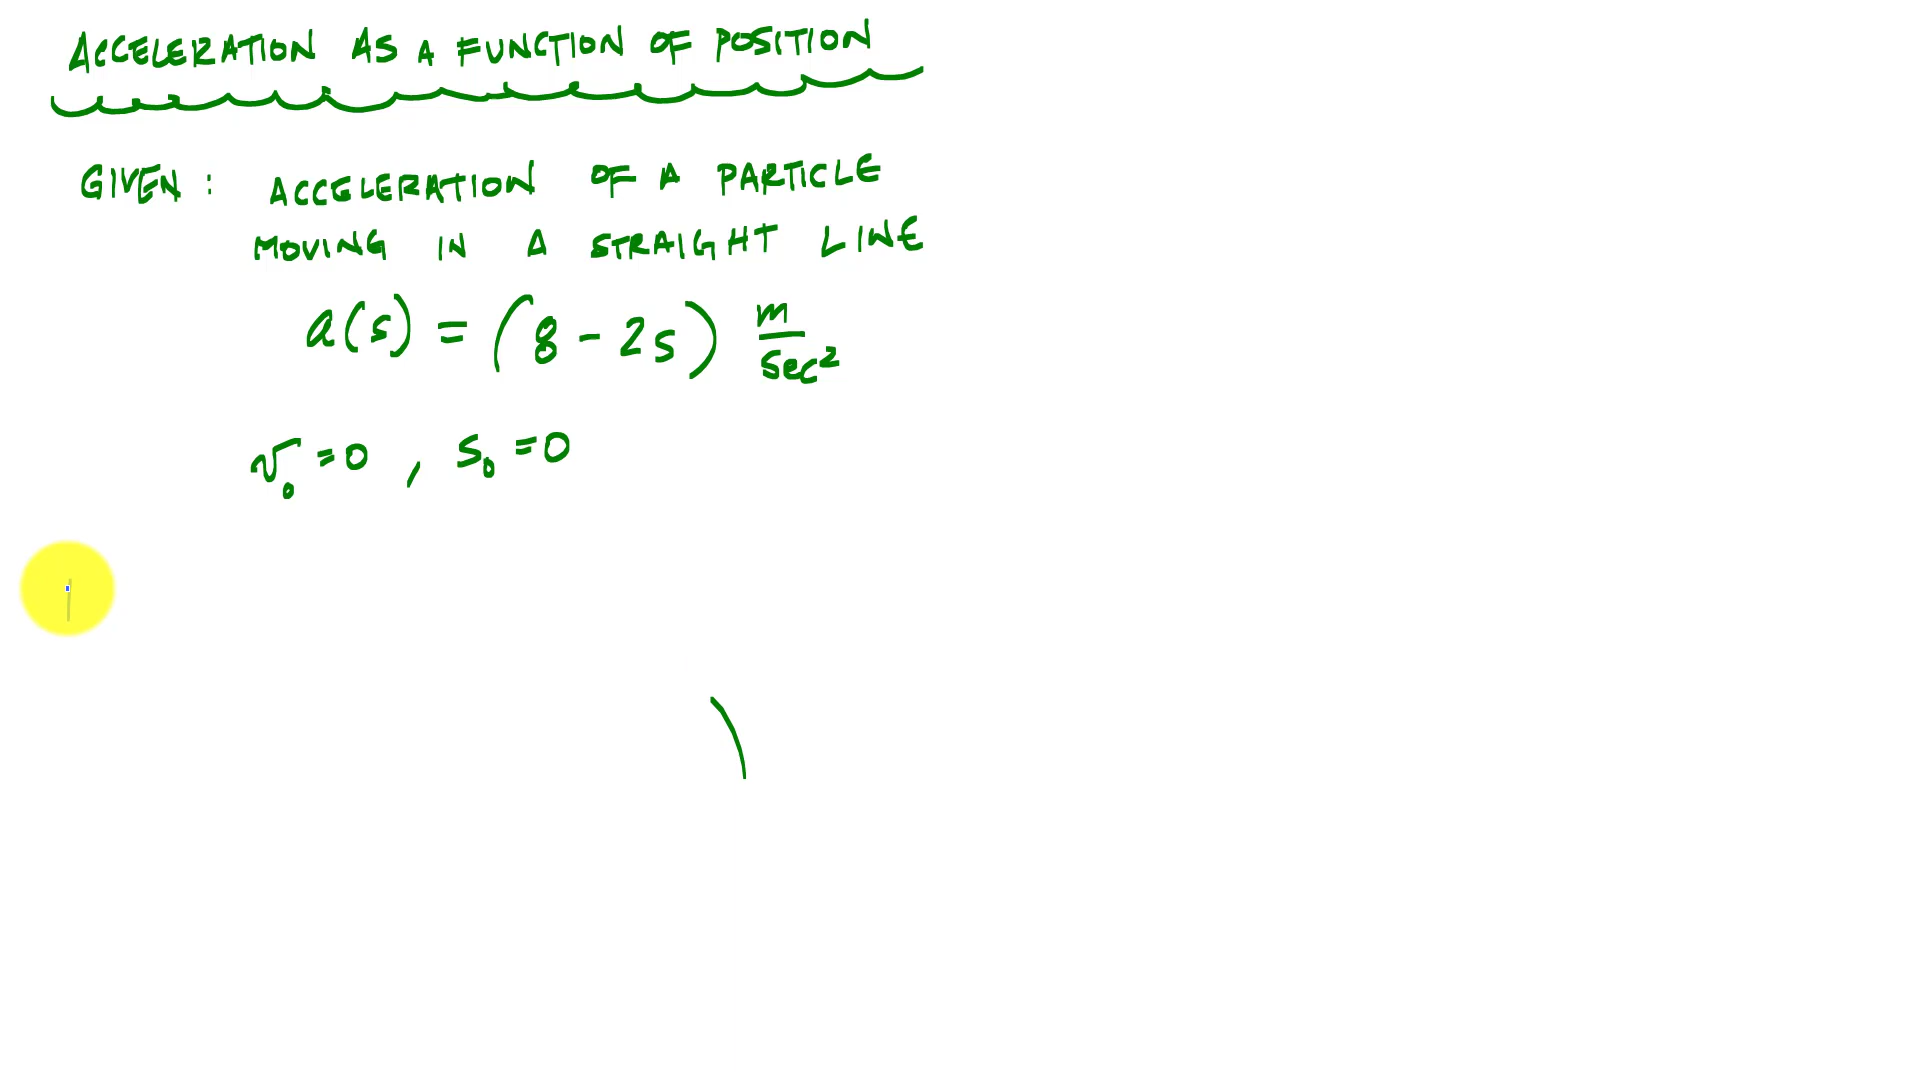 ACCELERATION AS A FUNCTION OF POSITION
GIVEN: ACCELERATION OF A PARTICLE
MOVING IN A STRAIGHT LINE
a(s) = (8 - 2s) m/sec²
v₀ = 0, s₀ = 0